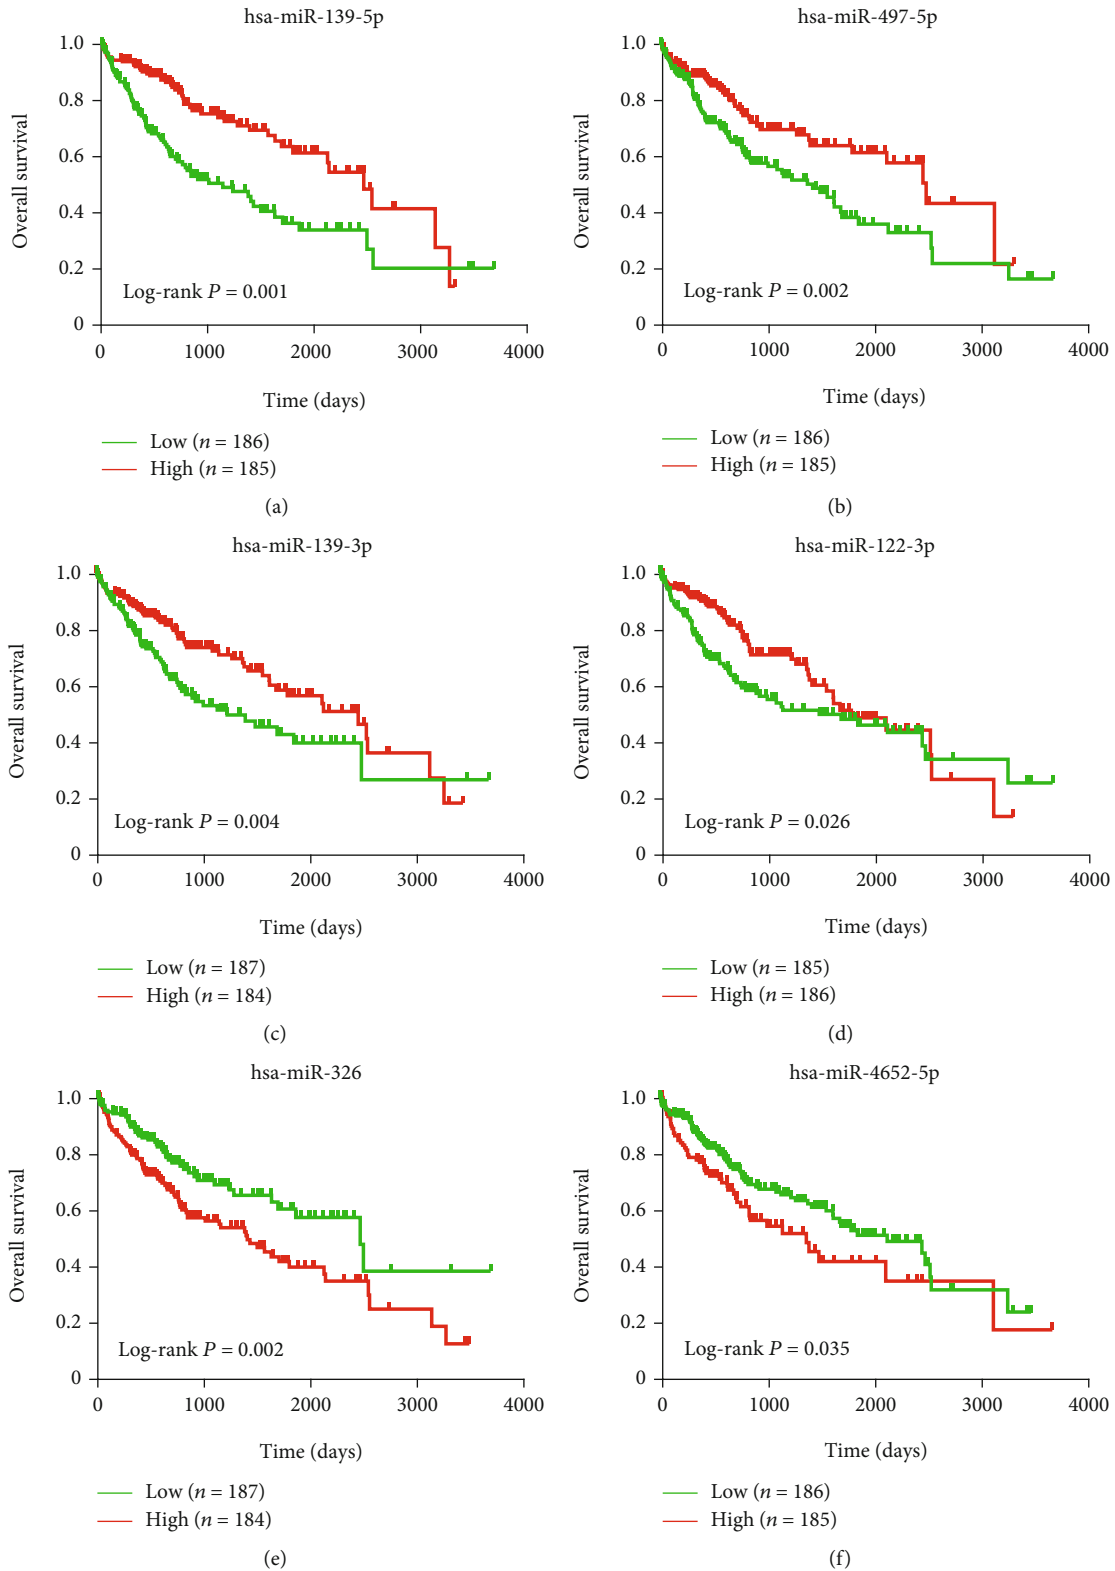 hsa-miR-139-5p
Overall survival
1.0
0.8
0.6
0.4
0.2
0
Log-rank P = 0.001
0 1000 2000 3000 4000
Time (days)
Low (n = 186)
High (n = 185)
(a)
hsa-miR-497-5p
Overall survival
1.0
0.8
0.6
0.4
0.2
0
Log-rank P = 0.002
0 1000 2000 3000 4000
Time (days)
Low (n = 186)
High (n = 185)
(b)
hsa-miR-139-3p
Overall survival
1.0
0.8
0.6
0.4
0.2
0
Log-rank P = 0.004
0 1000 2000 3000 4000
Time (days)
Low (n = 187)
High (n = 184)
(c)
hsa-miR-122-3p
Overall survival
1.0
0.8
0.6
0.4
0.2
0
Log-rank P = 0.026
0 1000 2000 3000 4000
Time (days)
Low (n = 185)
High (n = 186)
(d)
hsa-miR-326
Overall survival
1.0
0.8
0.6
0.4
0.2
0
Log-rank P = 0.002
0 1000 2000 3000 4000
Time (days)
Low (n = 187)
High (n = 184)
(e)
hsa-miR-4652-5p
Overall survival
1.0
0.8
0.6
0.4
0.2
0
Log-rank P = 0.035
0 1000 2000 3000 4000
Time (days)
Low (n = 186)
High (n = 185)
(f)